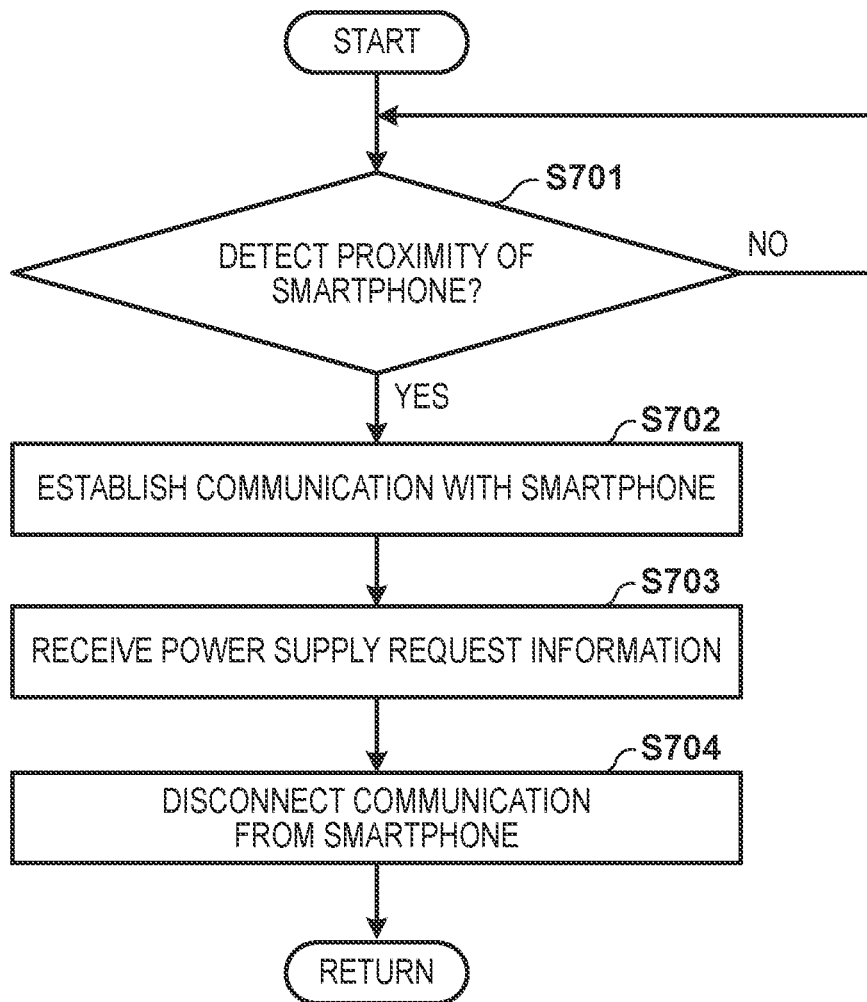 START
S701
DETECT PROXIMITY OF
SMARTPHONE?
NO
YES
S702
ESTABLISH COMMUNICATION WITH SMARTPHONE
S703
RECEIVE POWER SUPPLY REQUEST INFORMATION
S704
DISCONNECT COMMUNICATION
FROM SMARTPHONE
RETURN